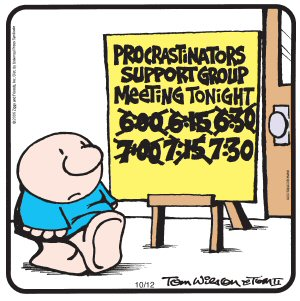 PROCRASTINATORS
SUPPORT GROUP
MEETING TONIGHT
6:00, 6:15, 6:30
7:00, 7:15, 7:30
10/12
TOM WILSON & TOM II